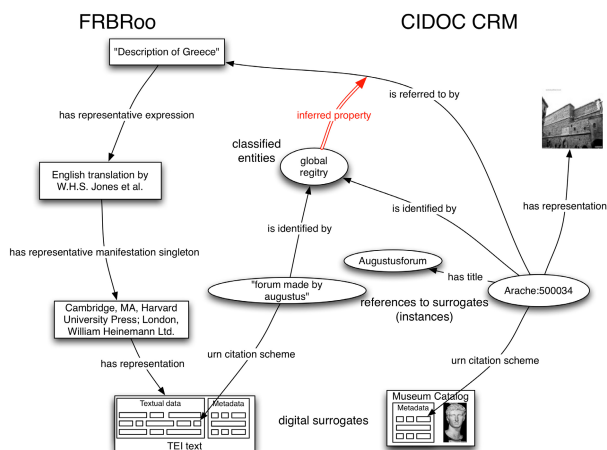 FRBRoo
CIDOC CRM
"Description of Greece"
is referred to by
has representative expression
inferred property
classified
entities
global
regitry
English translation by
W.H.S. Jones et al.
has representation
is identified by
is identified by
has representative manifestation singleton
Augustusforum
has title
"forum made by
augustus"
Arache:500034
references to surrogates
(instances)
Cambridge, MA, Harvard
University Press; London,
William Heinemann Ltd.
urn citation scheme
urn citation scheme
has representation
Textual data
Metadata
TEI text
digital surrogates
Museum Catalog
Metadata